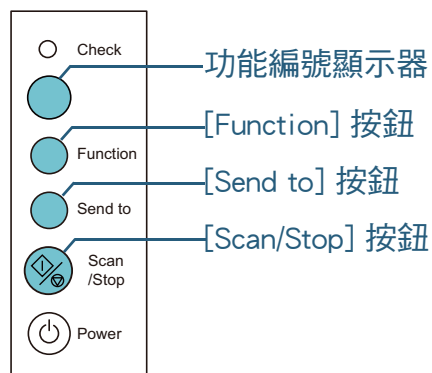 Check
功能編號顯示器
[Function] 按鈕
Function
[Send to] 按鈕
Send to
[Scan/Stop] 按鈕
Scan
/Stop
Power